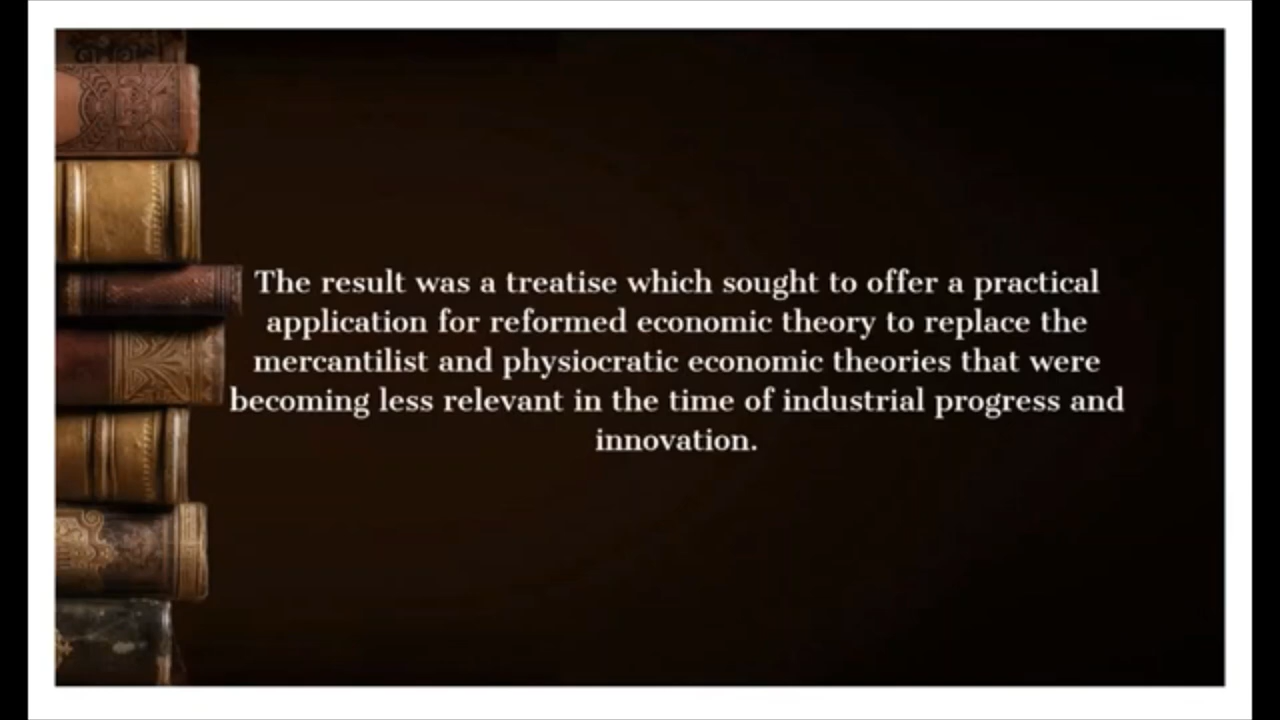 The result was a treatise which sought to offer a practical
application for reformed economic theory to replace the
mercantilist and physiocratic economic theories that were
becoming less relevant in the time of industrial progress and
innovation.